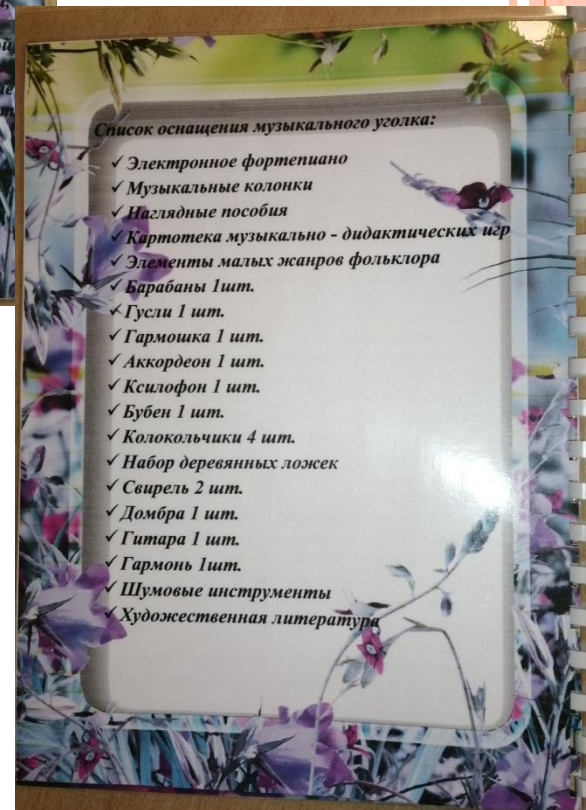 Список оснащения музыкального уголка:
✓ Электронное фортепиано
✓ Музыкальные колонки
✓ Наглядные пособия
✓ Картотека музыкально - дидактических игр
✓ Элементы малых жанров фольклора
✓ Барабаны 1шт.
✓ Гусли 1 шт.
✓ Гармошка 1 шт.
✓ Аккордеон 1 шт.
✓ Ксилофон 1 шт.
✓ Бубен 1 шт.
✓ Колокольчики 4 шт.
✓ Набор деревянных ложек
✓ Свирель 2 шт.
✓ Домбра 1 шт.
✓ Гитара 1 шт.
✓ Гармонь 1шт.
✓ Шумовые инструменты
✓ Художественная литература